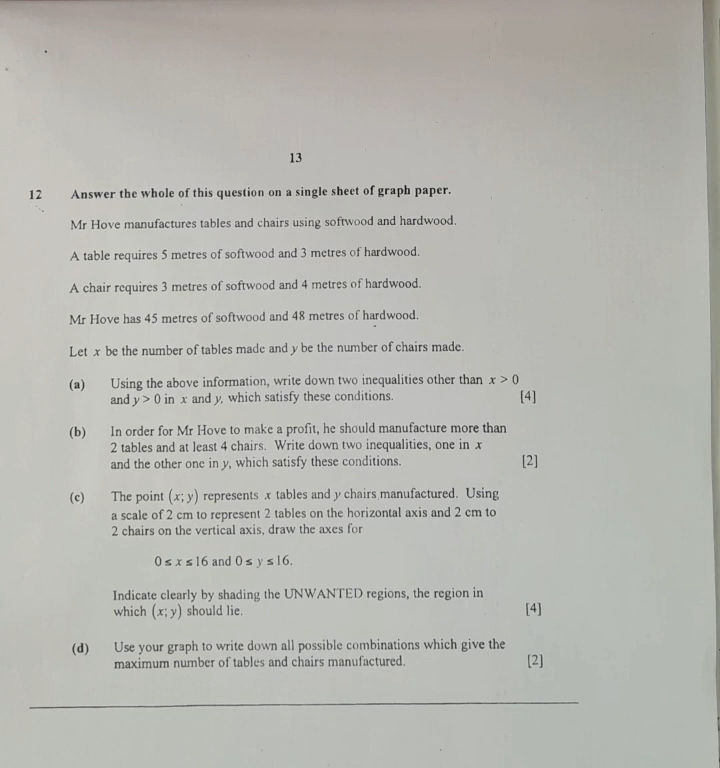 13
12 Answer the whole of this question on a single sheet of graph paper.
Mr Hove manufactures tables and chairs using softwood and hardwood.
A table requires 5 metres of softwood and 3 metres of hardwood.
A chair requires 3 metres of softwood and 4 metres of hardwood.
Mr Hove has 45 metres of softwood and 48 metres of hardwood.
Let x be the number of tables made and y be the number of chairs made.
(a) Using the above information, write down two inequalities other than x > 0
and y > 0 in x and y, which satisfy these conditions. [4]
(b) In order for Mr Hove to make a profit, he should manufacture more than
2 tables and at least 4 chairs. Write down two inequalities, one in x
and the other one in y, which satisfy these conditions. [2]
(c) The point (x; y) represents x tables and y chairs manufactured. Using
a scale of 2 cm to represent 2 tables on the horizontal axis and 2 cm to
2 chairs on the vertical axis, draw the axes for
0 ≤ x ≤ 16 and 0 ≤ y ≤ 16.
Indicate clearly by shading the UNWANTED regions, the region in
which (x; y) should lie. [4]
(d) Use your graph to write down all possible combinations which give the
maximum number of tables and chairs manufactured. [2]